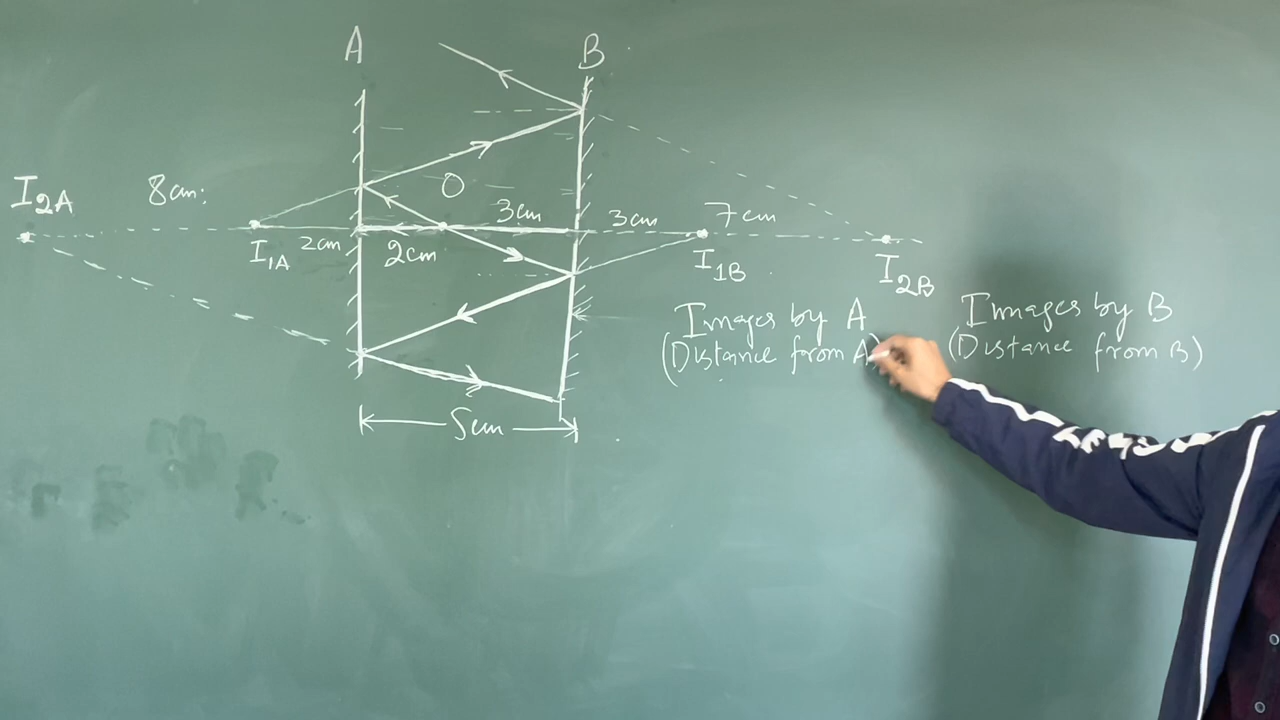 A
B
I2A
8cm:
O
3cm
3cm
7cm
I1A
2cm
2cm
I1B
I2B
Images by A
(Distance from A)
Images by B
(Distance from B)
5cm